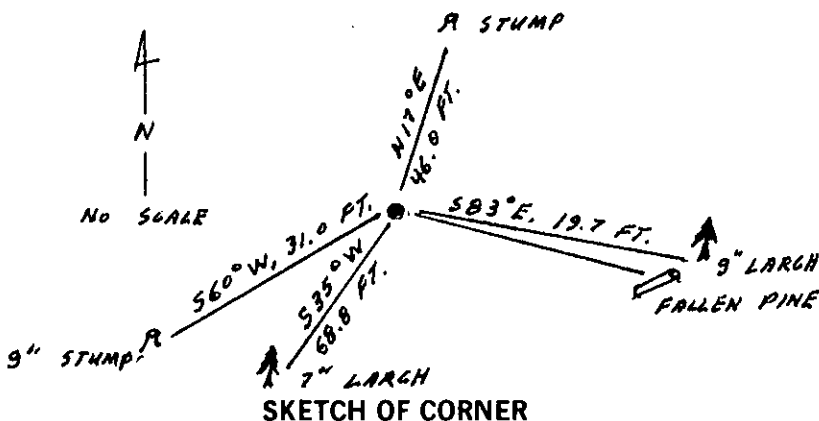 STUMP
N17°E
46.0 FT.
N
NO SCALE
S83°E, 19.7 FT.
S60°W, 31.0 FT.
S35°W
68.8 FT.
9" LARCH
FALLEN PINE
9" STUMP
7" LARCH
SKETCH OF CORNER